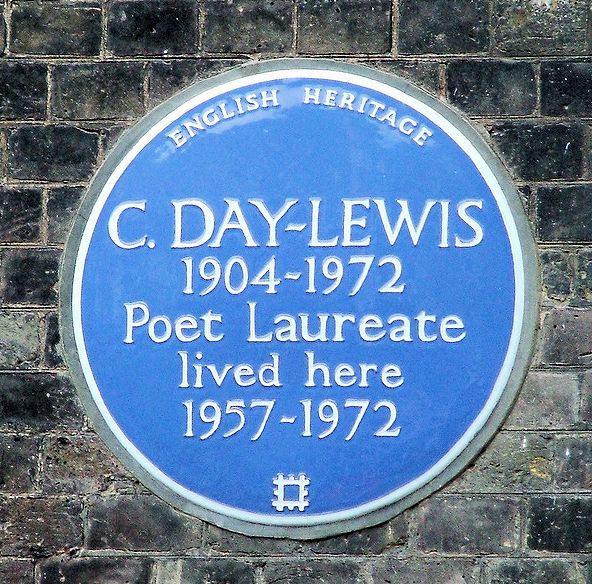 ENGLISH HERITAGE
C. DAY-LEWIS
1904-1972
Poet Laureate
lived here
1957-1972